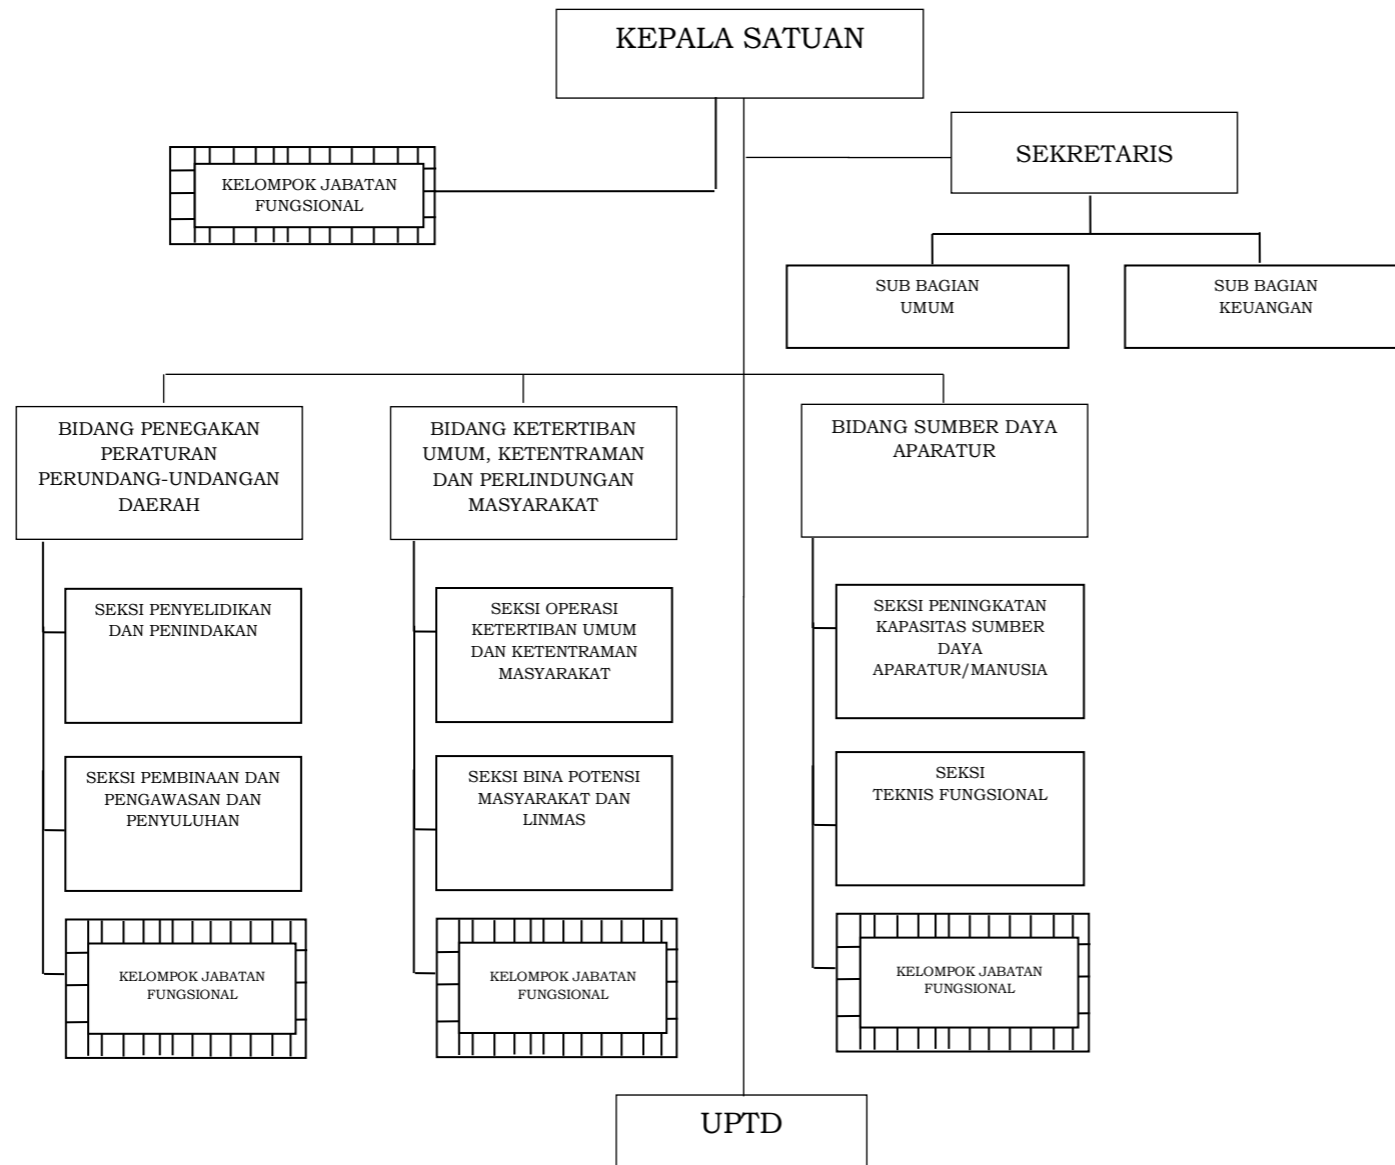 KEPALA SATUAN
SEKRETARIS
KELOMPOK JABATAN
FUNGSIONAL
SUB BAGIAN
UMUM
SUB BAGIAN
KEUANGAN
BIDANG PENEGAKAN
PERATURAN
PERUNDANG-UNDANGAN
DAERAH
BIDANG KETERTIBAN
UMUM, KETENTRAMAN
DAN PERLINDUNGAN
MASYARAKAT
BIDANG SUMBER DAYA
APARATUR
SEKSI PENYELIDIKAN
DAN PENINDAKAN
SEKSI OPERASI
KETERTIBAN UMUM
DAN KETENTRAMAN
MASYARAKAT
SEKSI PENINGKATAN
KAPASITAS SUMBER
DAYA
APARATUR/MANUSIA
SEKSI PEMBINAAN DAN
PENGAWASAN DAN
PENYULUHAN
SEKSI BINA POTENSI
MASYARAKAT DAN
LINMAS
SEKSI
TEKNIS FUNGSIONAL
KELOMPOK JABATAN
FUNGSIONAL
KELOMPOK JABATAN
FUNGSIONAL
KELOMPOK JABATAN
FUNGSIONAL
UPTD